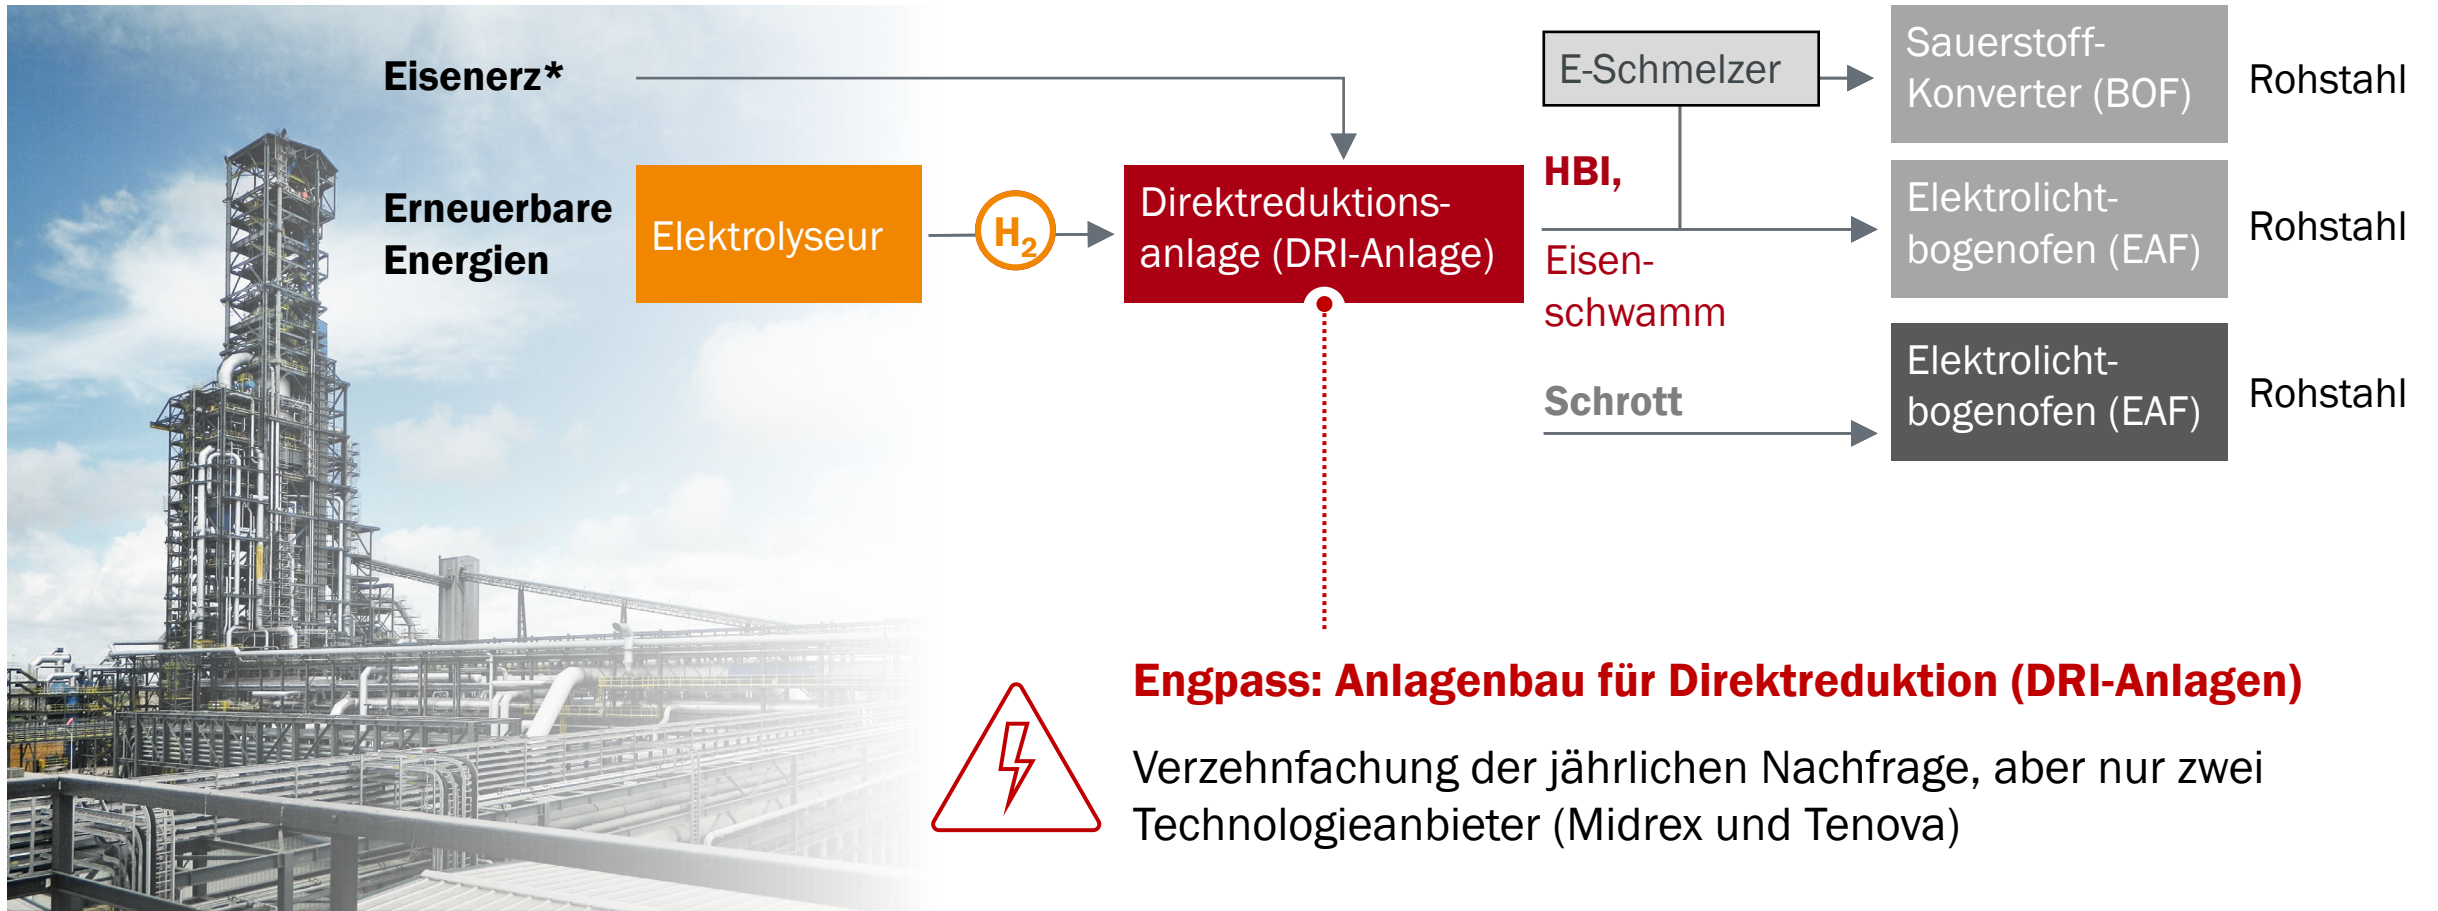 Eisenerz*
Erneuerbare
Energien
Elektrolyseur
H₂
Direktreduktions-
anlage (DRI-Anlage)
E-Schmelzer
HBI,
Eisen-
schwamm
Schrott
Sauerstoff-
Konverter (BOF)
Rohstahl
Elektrolicht-
bogenofen (EAF)
Rohstahl
Elektrolicht-
bogenofen (EAF)
Rohstahl
Engpass: Anlagenbau für Direktreduktion (DRI-Anlagen)
Verzehnfachung der jährlichen Nachfrage, aber nur zwei
Technologieanbieter (Midrex und Tenova)